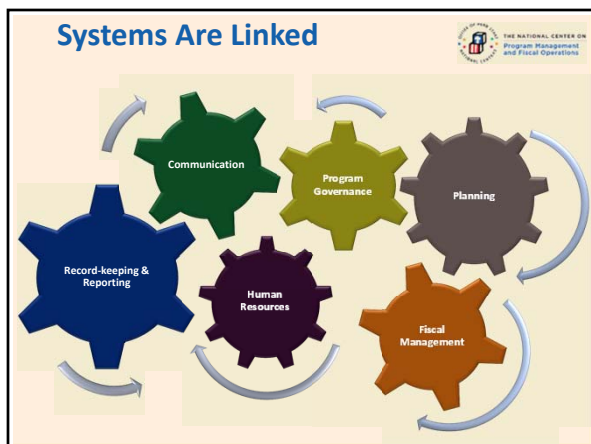 Systems Are Linked
THE NATIONAL CENTER ON
Program Management
and Fiscal Operations
Communication
Program
Governance
Planning
Record-keeping &
Reporting
Human
Resources
Fiscal
Management